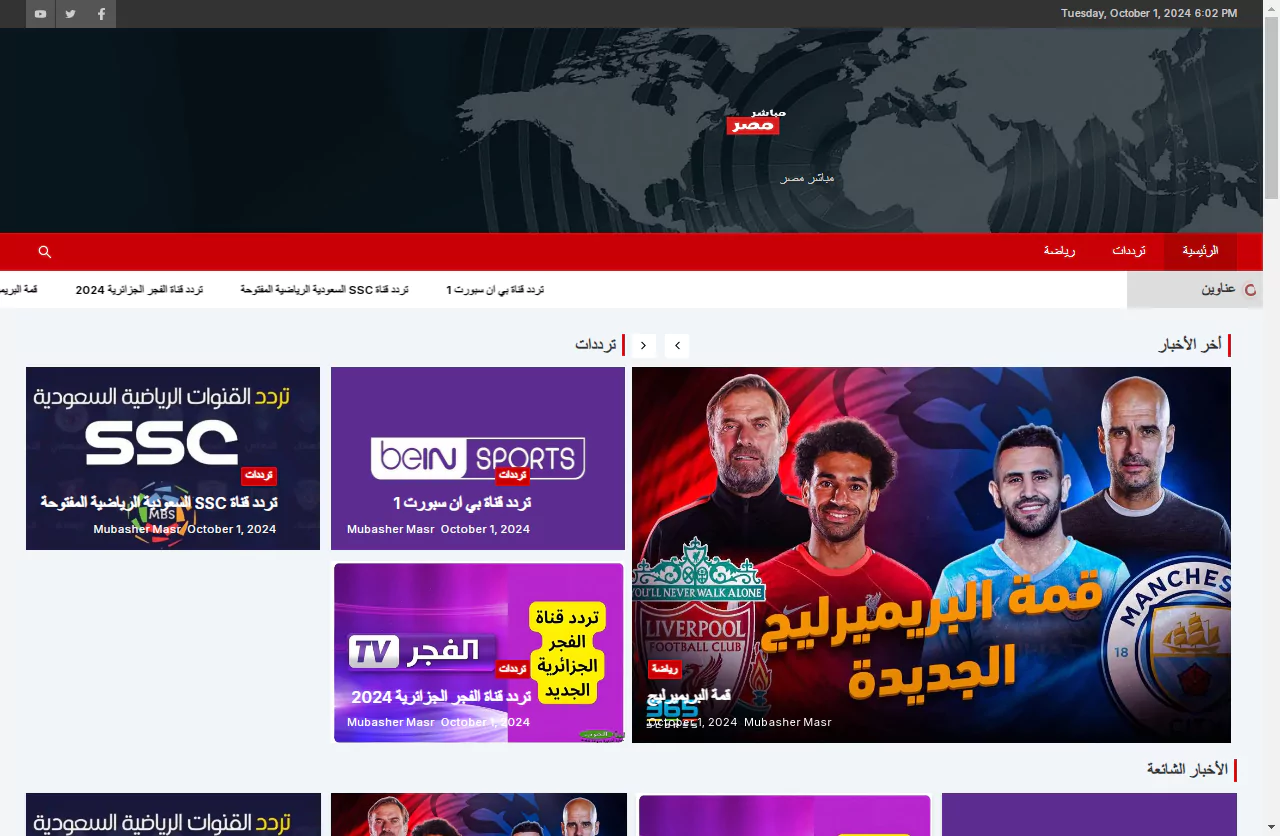 Tuesday, October 1, 2024 6:02 PM
مباشر
مصر
مباشر مصر
الرئيسية
ترددات
رياضة
عناوين
تردد قناة بي ان سبورت 1
تردد قناة SSC السعودية الرياضية المفتوحة
تردد قناة الفجر الجزائرية 2024
أخر الأخبار
قمة البريميرليج
الجديدة
YOU'LL NEVER WALK ALONE
LIVERPOOL
FOOTBALL CLUB
MANCHES
18
365
SCORES
رياضة
قمة البريميرليج
October 1, 2024 Mubasher Masr
ترددات
beIN SPORTS
ترددات
تردد قناة بي ان سبورت 1
Mubasher Masr October 1, 2024
تردد القنوات الرياضية السعودية
SSC
MBS
ترددات
تردد قناة SSC السعودية الرياضية المفتوحة
Mubasher Masr October 1, 2024
تردد قناة
الفجر
الجزائرية
الجديد
الفجر TV
ترددات
تردد قناة الفجر الجزائرية 2024
Mubasher Masr October 1, 2024
الأخبار الشائعة
تردد القنوات الرياضية السعودية